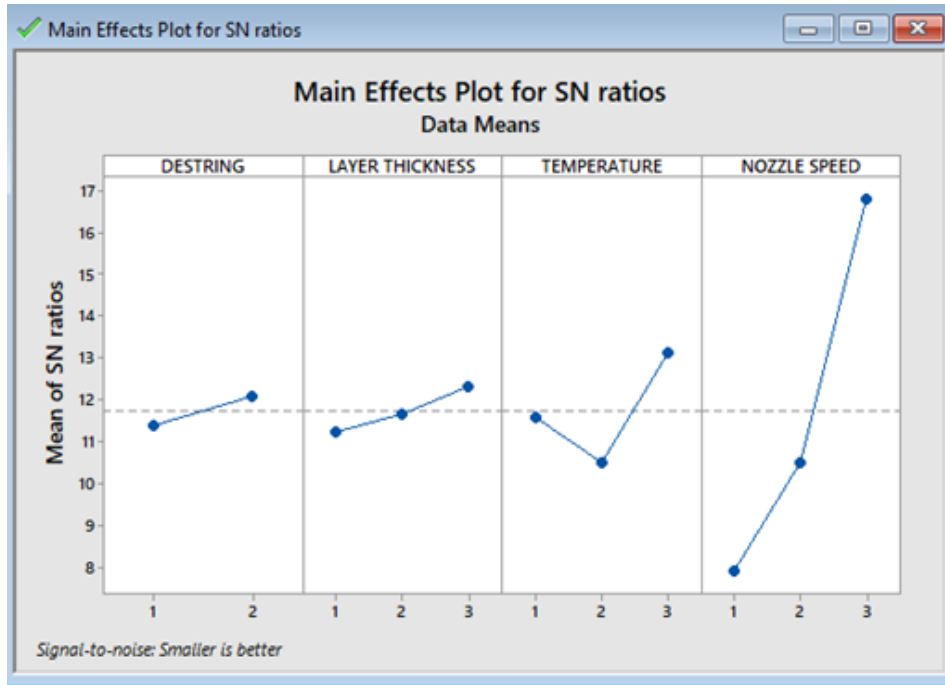 Main Effects Plot for SN ratios
Main Effects Plot for SN ratios
Data Means
DESTRING LAYER THICKNESS TEMPERATURE NOZZLE SPEED
Mean of SN ratios
17
16
15
14
13
12
11
10
9
8
1 2 1 2 3 1 2 3 1 2 3
Signal-to-noise: Smaller is better